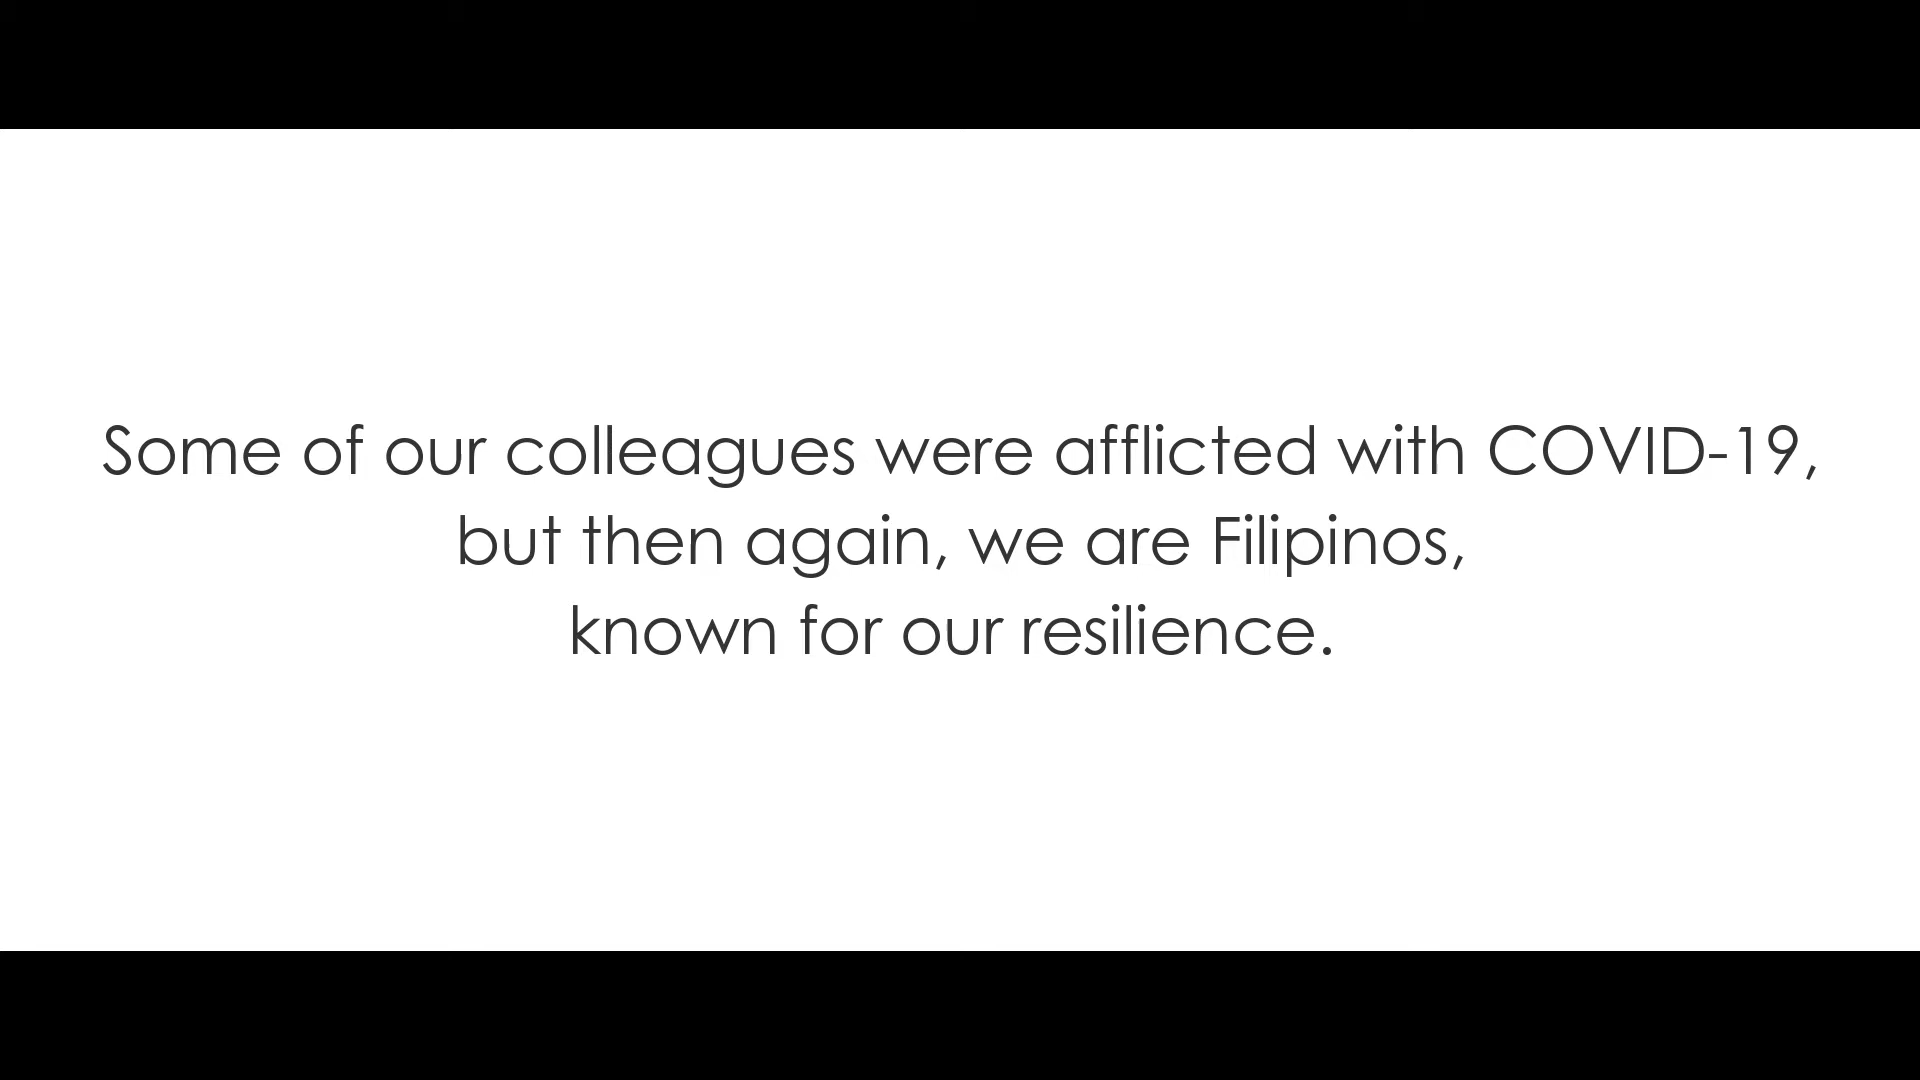 Some of our colleagues were afflicted with COVID-19,
but then again, we are Filipinos,
known for our resilience.